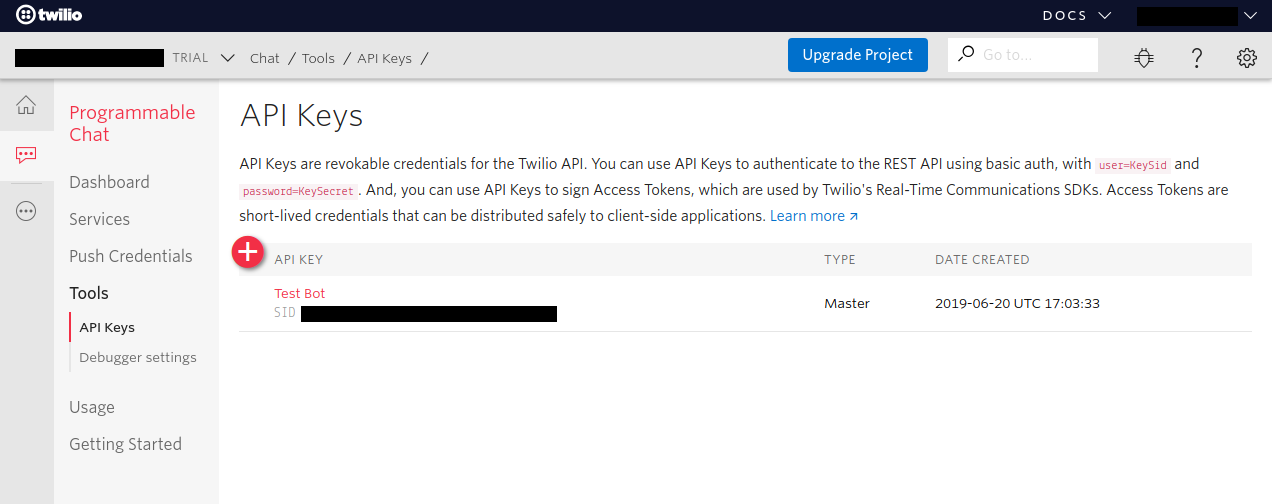 twilio
DOCS
TRIAL
Chat / Tools / API Keys /
Upgrade Project
Go to...
Programmable
Chat
Dashboard
Services
Push Credentials
Tools
API Keys
Debugger settings
Usage
Getting Started
API Keys
API Keys are revokable credentials for the Twilio API. You can use API Keys to authenticate to the REST API using basic auth, with user=KeySid and
password=KeySecret. And, you can use API Keys to sign Access Tokens, which are used by Twilio's Real-Time Communications SDKs. Access Tokens are
short-lived credentials that can be distributed safely to client-side applications. Learn more
API KEY TYPE DATE CREATED
Test Bot
SID
Master 2019-06-20 UTC 17:03:33